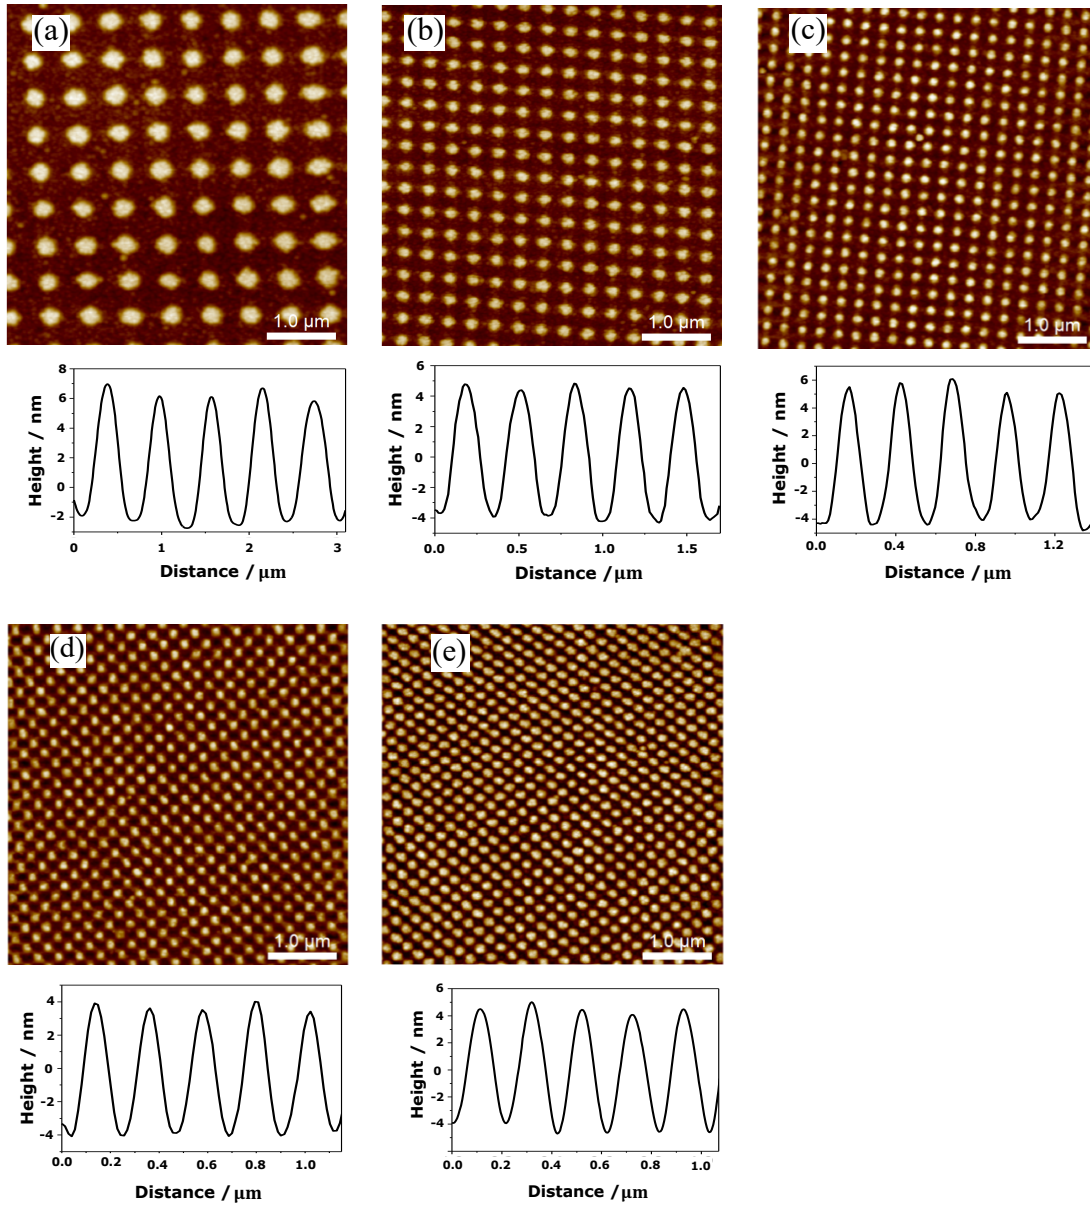 (a)
(b)
(c)
1.0 μm
1.0 μm
1.0 μm
8
6
4
2
0
-2
Height / nm
0
1
2
3
Distance / μm
6
4
2
0
-2
-4
Height / nm
0.0
0.5
1.0
1.5
Distance / μm
6
4
2
0
-2
-4
Height / nm
0.0
0.4
0.8
1.2
Distance / μm
(d)
(e)
1.0 μm
1.0 μm
4
2
0
-2
-4
Height / nm
0.0
0.2
0.4
0.6
0.8
1.0
Distance / μm
6
4
2
0
-2
-4
Height / nm
0.0
0.2
0.4
0.6
0.8
1.0
Distance / μm